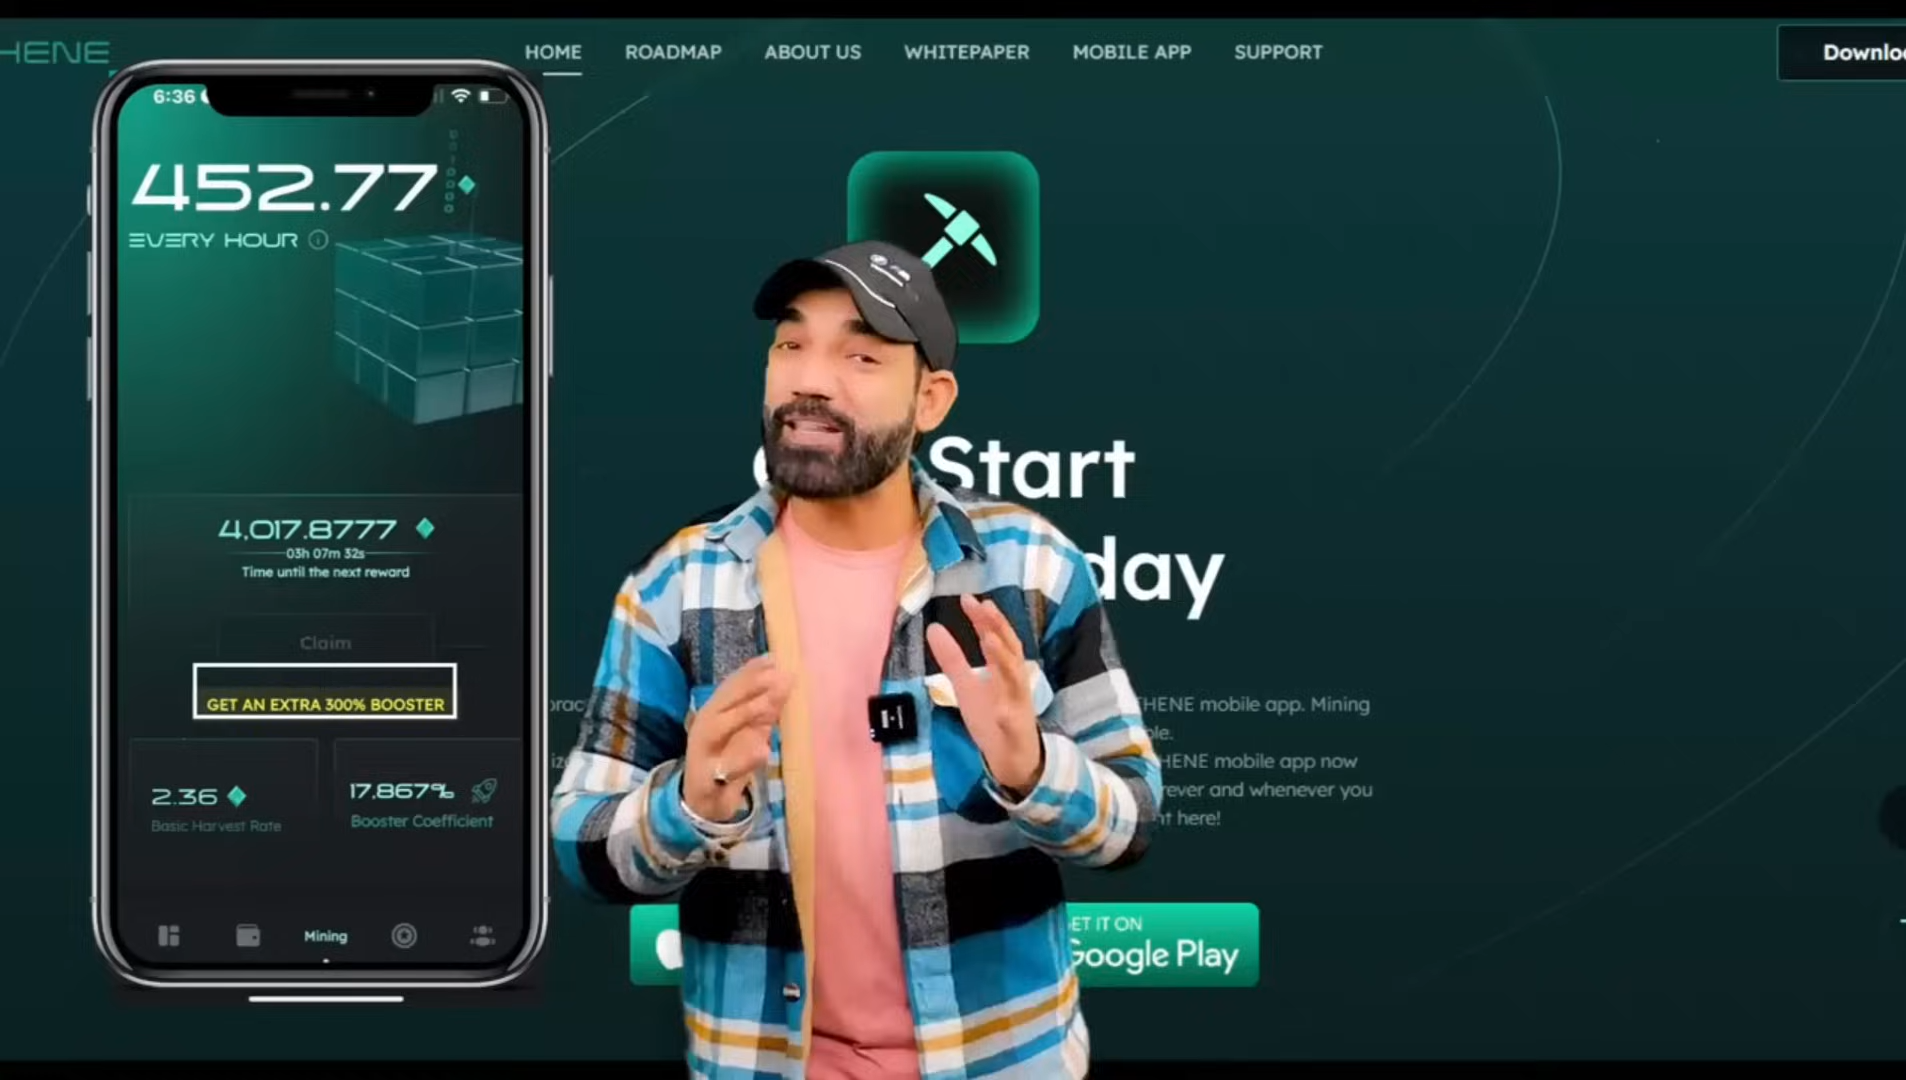 HENE
HOME
ROADMAP
ABOUT US
WHITEPAPER
MOBILE APP
SUPPORT
Downlo
6:36
452.77
EVERY HOUR
4,017.8777
03h 07m 32s
Time until the next reward
Claim
GET AN EXTRA 300% BOOSTER
2.36
Basic Harvest Rate
17,867%
Booster Coefficient
Mining
Start
day
HENE mobile app. Mining
ple.
HENE mobile app now
rever and whenever you
ht here!
ET IT ON
Google Play